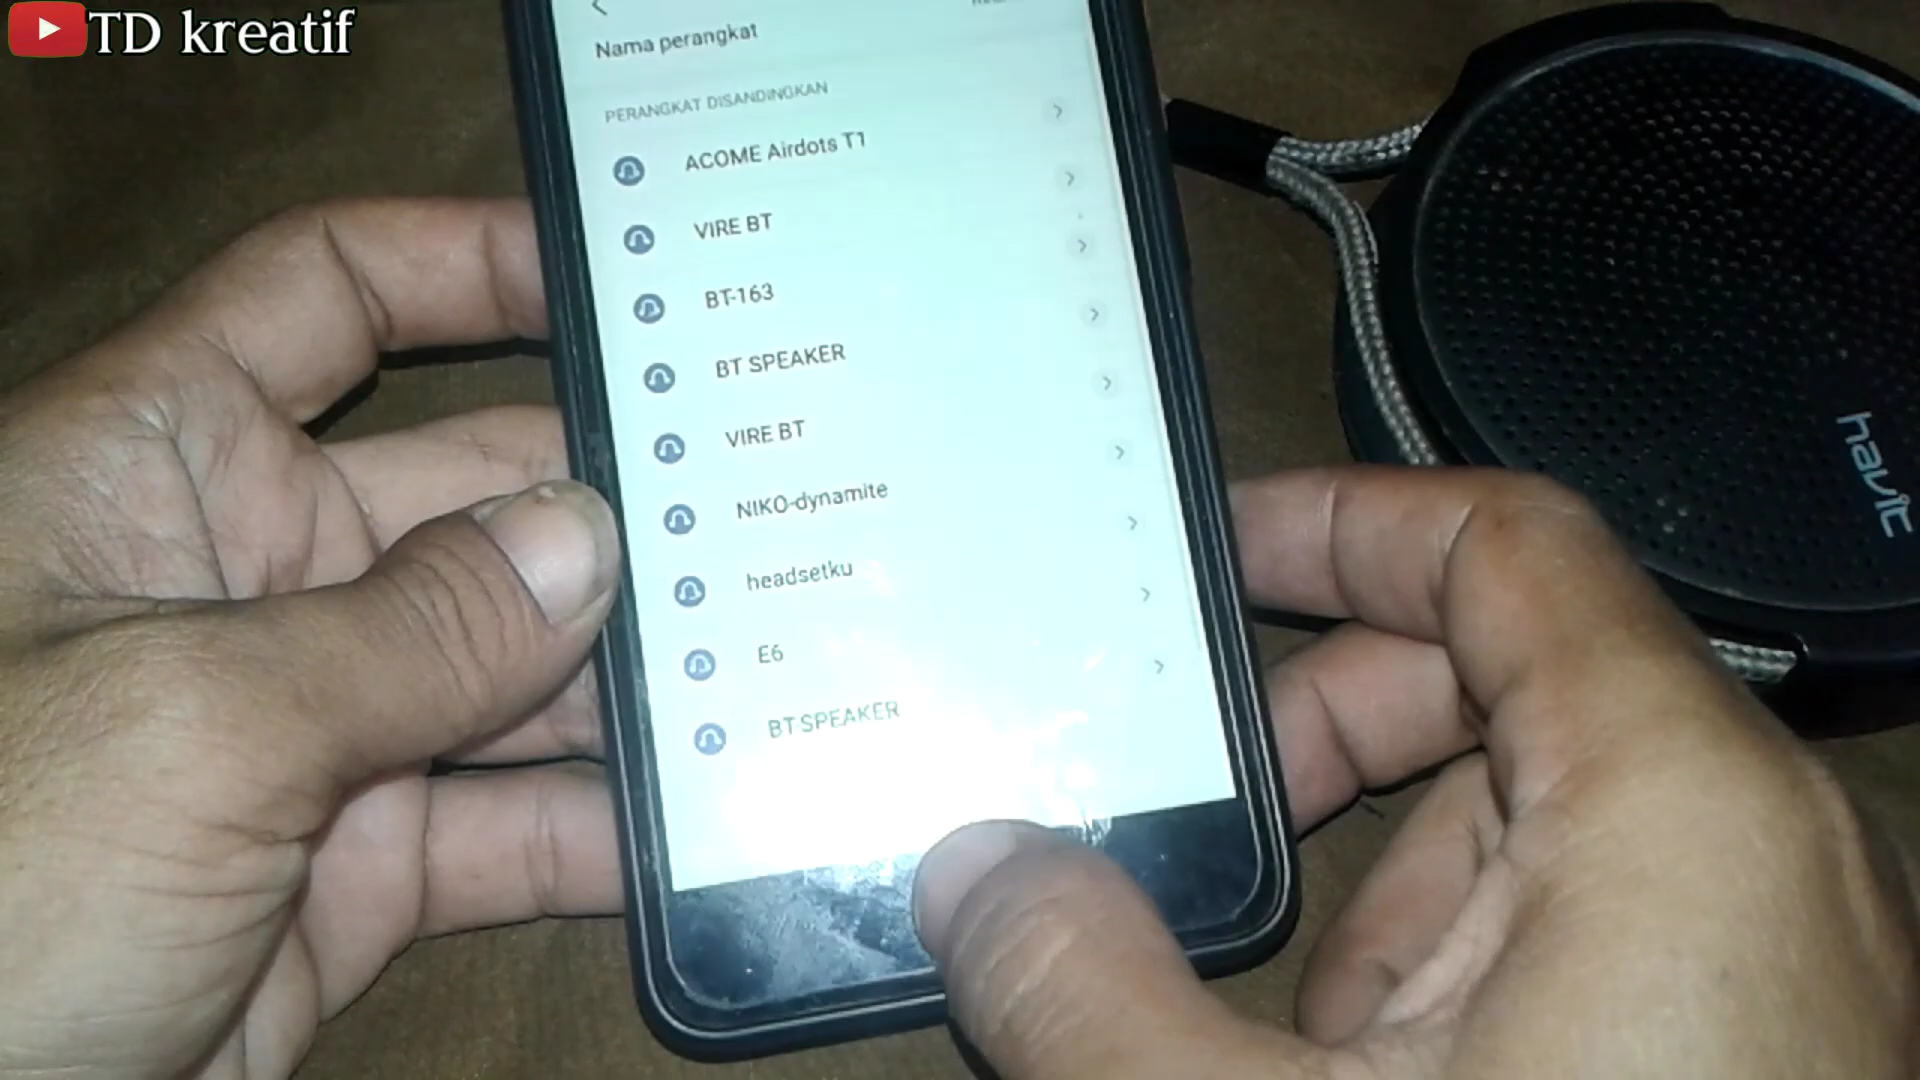 TD kreatif
Nama perangkat
PERANGKAT DISANDINGKAN
ACOME Airdots T1
VIRE BT
BT-163
BT SPEAKER
VIRE BT
NIKO-dynamite
headsetku
E6
BT SPEAKER
havic